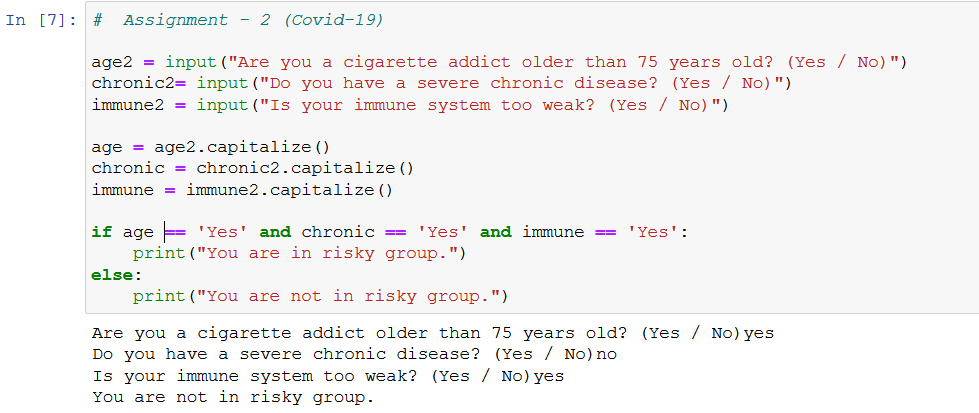 In [7]: # Assignment - 2 (Covid-19)
age2 = input("Are you a cigarette addict older than 75 years old? (Yes / No)")
chronic2= input("Do you have a severe chronic disease? (Yes / No)")
immune2 = input("Is your immune system too weak? (Yes / No)")
age = age2.capitalize()
chronic = chronic2.capitalize()
immune = immune2.capitalize()
if age == 'Yes' and chronic == 'Yes' and immune == 'Yes':
    print("You are in risky group.")
else:
    print("You are not in risky group.")
Are you a cigarette addict older than 75 years old? (Yes / No)yes
Do you have a severe chronic disease? (Yes / No)no
Is your immune system too weak? (Yes / No)yes
You are not in risky group.